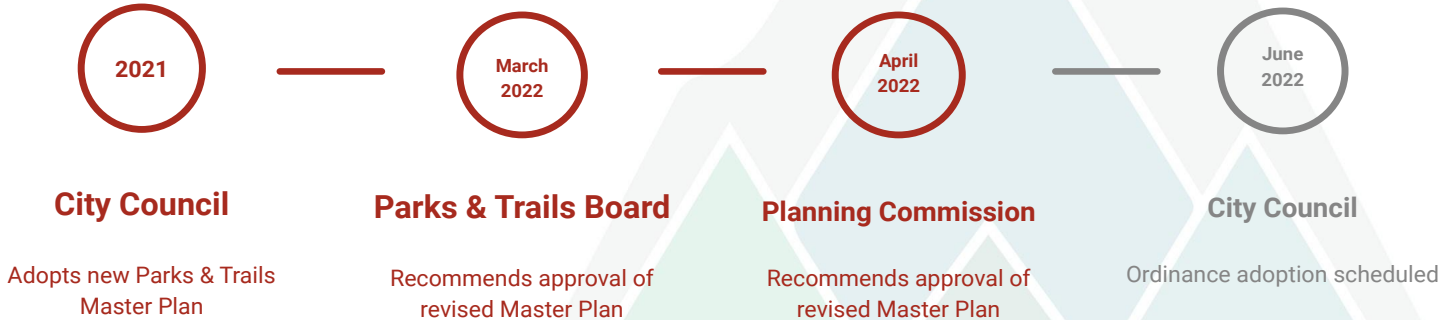 2021
City Council
Adopts new Parks & Trails
Master Plan
March
2022
Parks & Trails Board
Recommends approval of
revised Master Plan
April
2022
Planning Commission
Recommends approval of
revised Master Plan
June
2022
City Council
Ordinance adoption scheduled